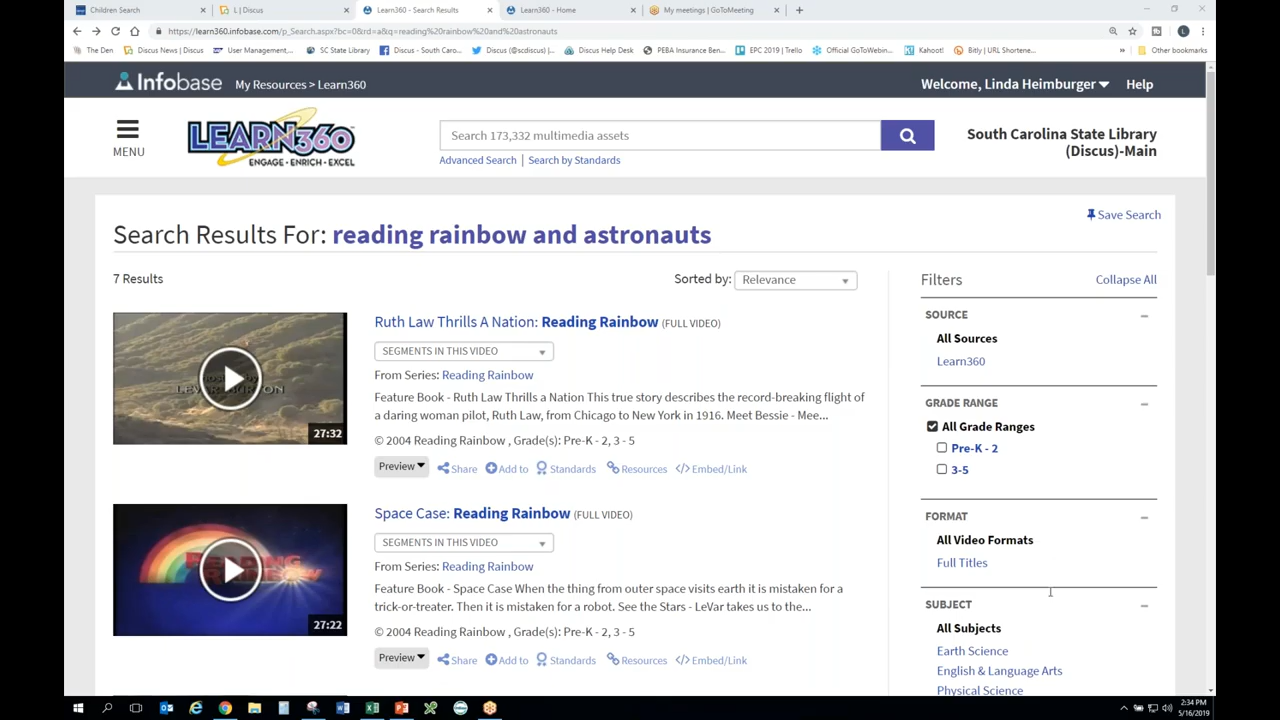 Children Search
L | Discus
Learn360 - Search Results
Learn360 - Home
My meetings | GoToMeeting
https://learn360.infobase.com/p_Search.aspx?bc=0&rd=a&q=reading%20rainbow%20and%20astronauts
The Den
Discus News | Discus
User Management,...
SC State Library
Discus - South Caro...
Twitter (@scdiscus) |...
Discus Help Desk
PEBA Insurance Ben...
EPC 2019 | Trello
Official GoToWebin...
Kahoot!
Bitly | URL Shortene...
»
Other bookmarks
Infobase
My Resources > Learn360
Welcome, Linda Heimburger
Help
MENU
LEARN360
ENGAGE • ENRICH • EXCEL
Search 173,332 multimedia assets
Advanced Search | Search by Standards
South Carolina State Library
(Discus)-Main
Save Search
Search Results For: reading rainbow and astronauts
7 Results
Sorted by: Relevance
Filters
Collapse All
27:32
Ruth Law Thrills A Nation: Reading Rainbow (FULL VIDEO)
SEGMENTS IN THIS VIDEO
From Series: Reading Rainbow
Feature Book - Ruth Law Thrills a Nation This true story describes the record-breaking flight of
a daring woman pilot, Ruth Law, from Chicago to New York in 1916. Meet Bessie - Mee...
© 2004 Reading Rainbow , Grade(s): Pre-K - 2, 3 - 5
Preview Share Add to Standards Resources </> Embed/Link
READING
27:22
Space Case: Reading Rainbow (FULL VIDEO)
SEGMENTS IN THIS VIDEO
From Series: Reading Rainbow
Feature Book - Space Case When the thing from outer space visits earth it is mistaken for a
trick-or-treater. Then it is mistaken for a robot. See the Stars - LeVar takes us to the...
© 2004 Reading Rainbow , Grade(s): Pre-K - 2, 3 - 5
Preview Share Add to Standards Resources </> Embed/Link
SOURCE
All Sources
Learn360
GRADE RANGE
All Grade Ranges
Pre-K - 2
3-5
FORMAT
All Video Formats
Full Titles
SUBJECT
All Subjects
Earth Science
English & Language Arts
Physical Science
2:34 PM
5/16/2019